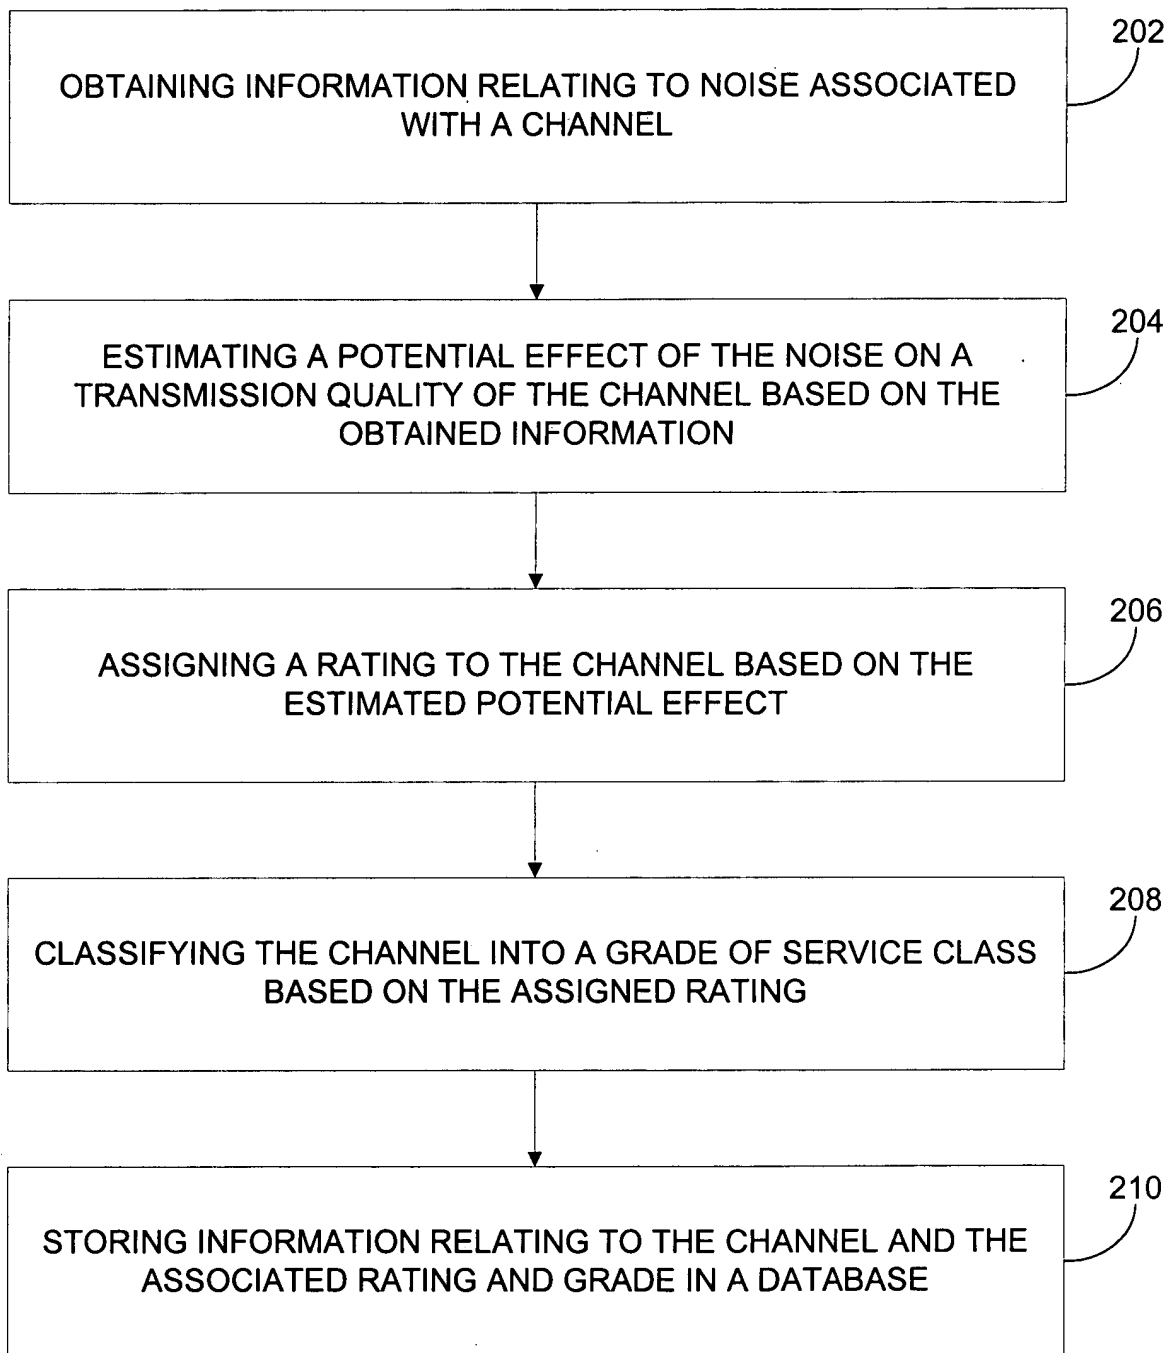 202
OBTAINING INFORMATION RELATING TO NOISE ASSOCIATED
WITH A CHANNEL
204
ESTIMATING A POTENTIAL EFFECT OF THE NOISE ON A
TRANSMISSION QUALITY OF THE CHANNEL BASED ON THE
OBTAINED INFORMATION
206
ASSIGNING A RATING TO THE CHANNEL BASED ON THE
ESTIMATED POTENTIAL EFFECT
208
CLASSIFYING THE CHANNEL INTO A GRADE OF SERVICE CLASS
BASED ON THE ASSIGNED RATING
210
STORING INFORMATION RELATING TO THE CHANNEL AND THE
ASSOCIATED RATING AND GRADE IN A DATABASE